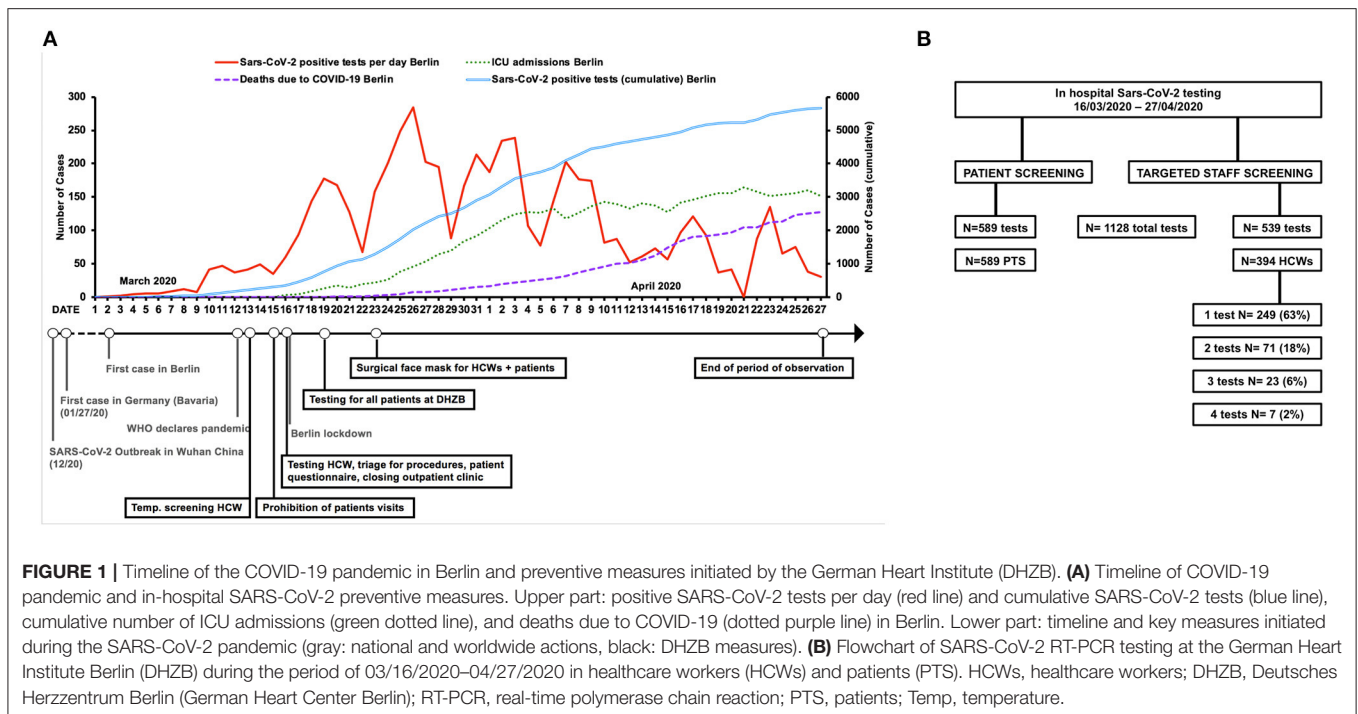 A
Sars-CoV-2 positive tests per day Berlin
ICU admissions Berlin
Deaths due to COVID-19 Berlin
Sars-CoV-2 positive tests (cumulative) Berlin
300
250
200
150
100
50
0
Number of Cases
6000
5000
4000
3000
2000
1000
0
Number of Cases (cumulative)
March 2020
April 2020
DATE 1 2 3 4 5 6 7 8 9 10 11 12 13 14 15 16 17 18 19 20 21 22 23 24 25 26 27 28 29 30 31 1 2 3 4 5 6 7 8 9 10 11 12 13 14 15 16 17 18 19 20 21 22 23 24 25 26 27
First case in Berlin
Surgical face mask for HCWs + patients
End of period of observation
First case in Germany (Bavaria)
(01/27/20)
Testing for all patients at DHZB
WHO declares pandemic
Berlin lockdown
SARS-CoV-2 Outbreak in Wuhan China
(12/20)
Testing HCW, triage for procedures, patient
questionnaire, closing outpatient clinic
Temp. screening HCW
Prohibition of patients visits
B
In hospital Sars-CoV-2 testing
16/03/2020 – 27/04/2020
PATIENT SCREENING
TARGETED STAFF SCREENING
N=589 tests
N= 1128 total tests
N= 539 tests
N=589 PTS
N=394 HCWs
1 test N= 249 (63%)
2 tests N= 71 (18%)
3 tests N= 23 (6%)
4 tests N= 7 (2%)
FIGURE 1 | Timeline of the COVID-19 pandemic in Berlin and preventive measures initiated by the German Heart Institute (DHZB). (A) Timeline of COVID-19
pandemic and in-hospital SARS-CoV-2 preventive measures. Upper part: positive SARS-CoV-2 tests per day (red line) and cumulative SARS-CoV-2 tests (blue line),
cumulative number of ICU admissions (green dotted line), and deaths due to COVID-19 (dotted purple line) in Berlin. Lower part: timeline and key measures initiated
during the SARS-CoV-2 pandemic (gray: national and worldwide actions, black: DHZB measures). (B) Flowchart of SARS-CoV-2 RT-PCR testing at the German Heart
Institute Berlin (DHZB) during the period of 03/16/2020–04/27/2020 in healthcare workers (HCWs) and patients (PTS). HCWs, healthcare workers; DHZB, Deutsches
Herzzentrum Berlin (German Heart Center Berlin); RT-PCR, real-time polymerase chain reaction; PTS, patients; Temp, temperature.